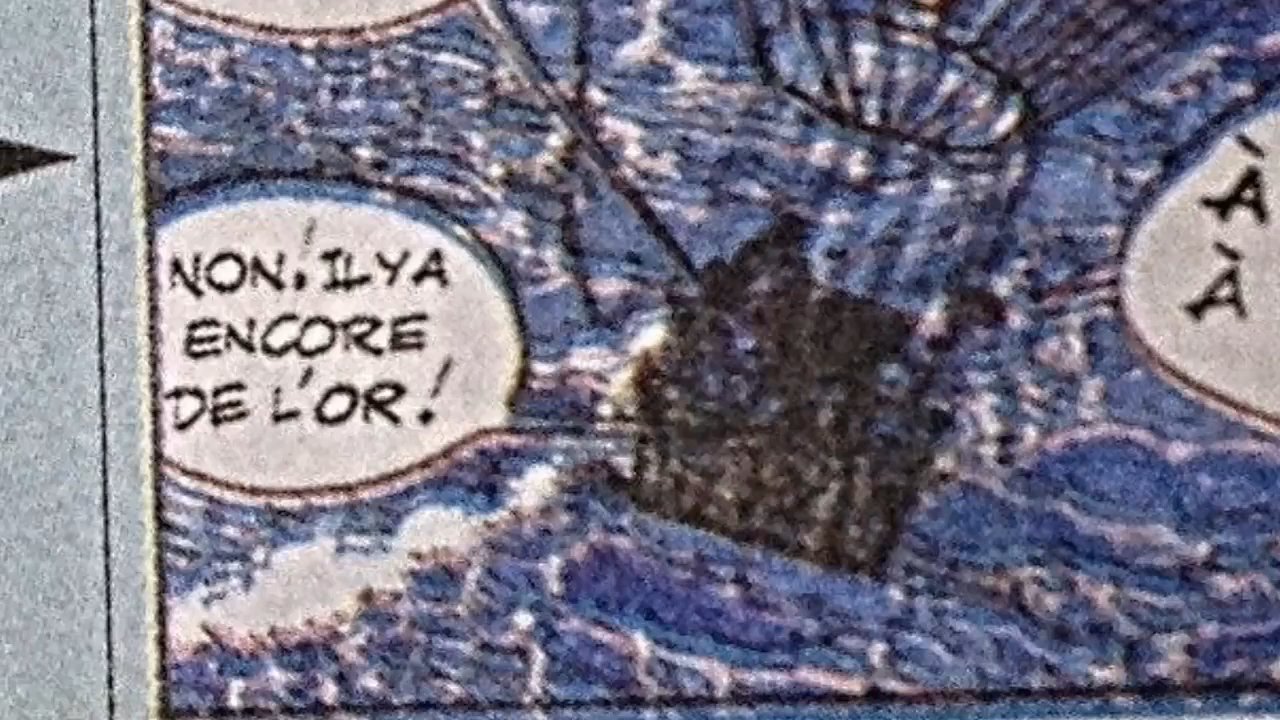 NON! IL Y A
ENCORE
DE L'OR!
À
À